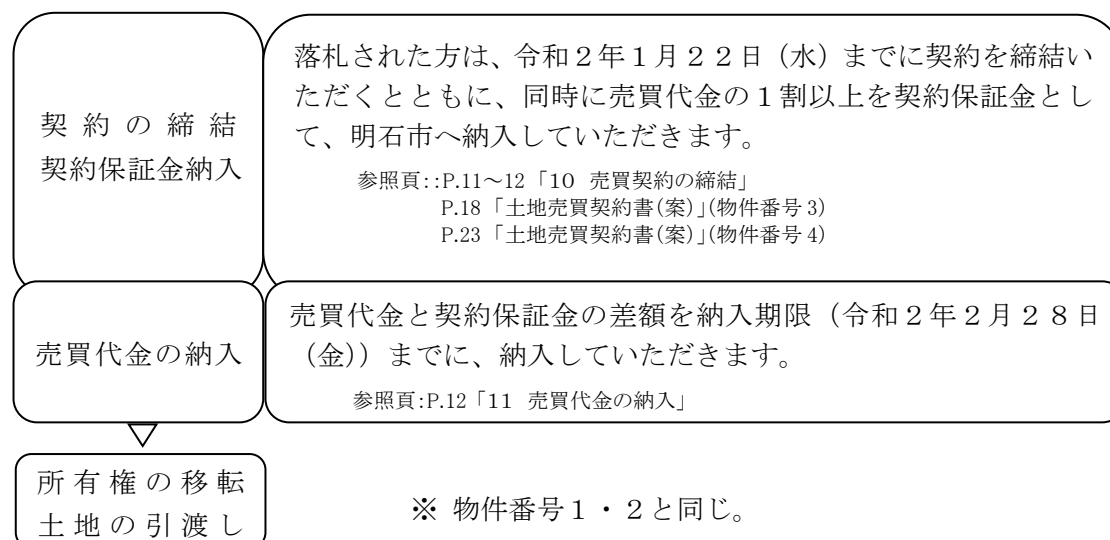 契約の締結
契約保証金納入
落札された方は、令和２年１月２２日（水）までに契約を締結い
ただくとともに、同時に売買代金の１割以上を契約保証金とし
て、明石市へ納入していただきます。
参照頁::P.11～12「10 売買契約の締結」
P.18「土地売買契約書(案)」(物件番号3)
P.23「土地売買契約書(案)」(物件番号4)
売買代金の納入
売買代金と契約保証金の差額を納入期限（令和２年２月２８日
（金））までに、納入していただきます。
参照頁:P.12「11 売買代金の納入」
所有権の移転
土地の引渡し
※ 物件番号１・２と同じ。